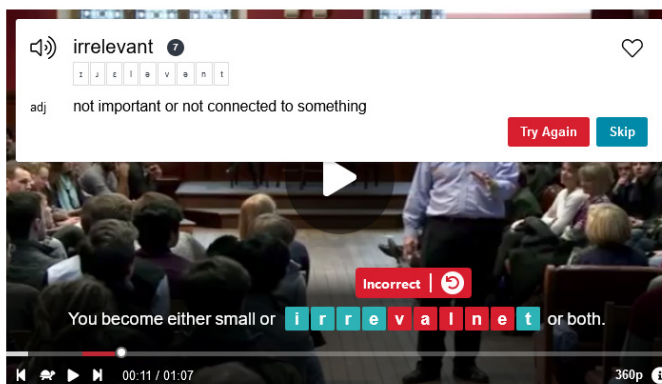 irrelevant 7
ɪ ɹ ɛ l ə v ə n t
adj not important or not connected to something
Try Again Skip
Incorrect
You become either small or irrevalnet or both.
00:11 / 01:07 360p